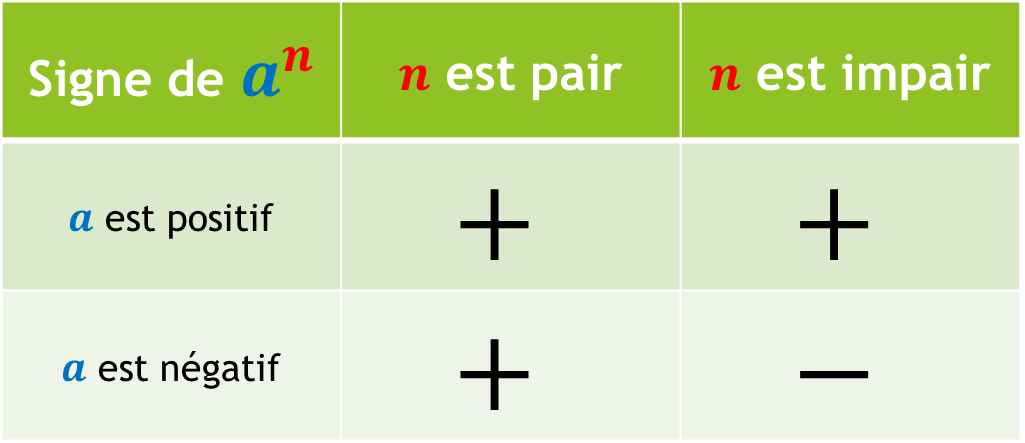 Signe de aⁿ
n est pair
n est impair
a est positif
+
+
a est négatif
+
−